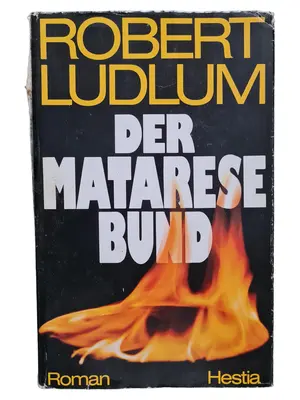 ROBERT
LUDLUM
DER
MATARESE
BUND
Roman Hestia